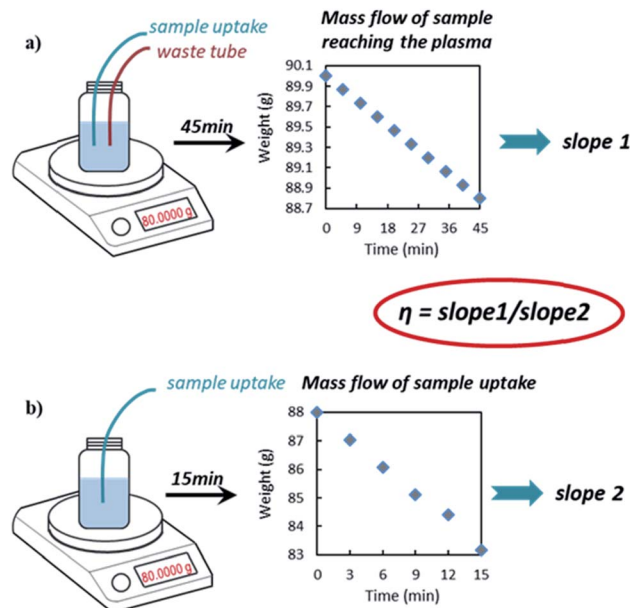 a)
sample uptake
waste tube
80.0000 g
45min
Mass flow of sample
reaching the plasma
Weight (g)
90.1
89.9
89.7
89.5
89.3
89.1
88.9
88.7
0 9 18 27 36 45
Time (min)
slope 1
η = slope1/slope2
b)
sample uptake
80.0000 g
15min
Mass flow of sample uptake
Weight (g)
88
87
86
85
84
83
0 3 6 9 12 15
Time (min)
slope 2